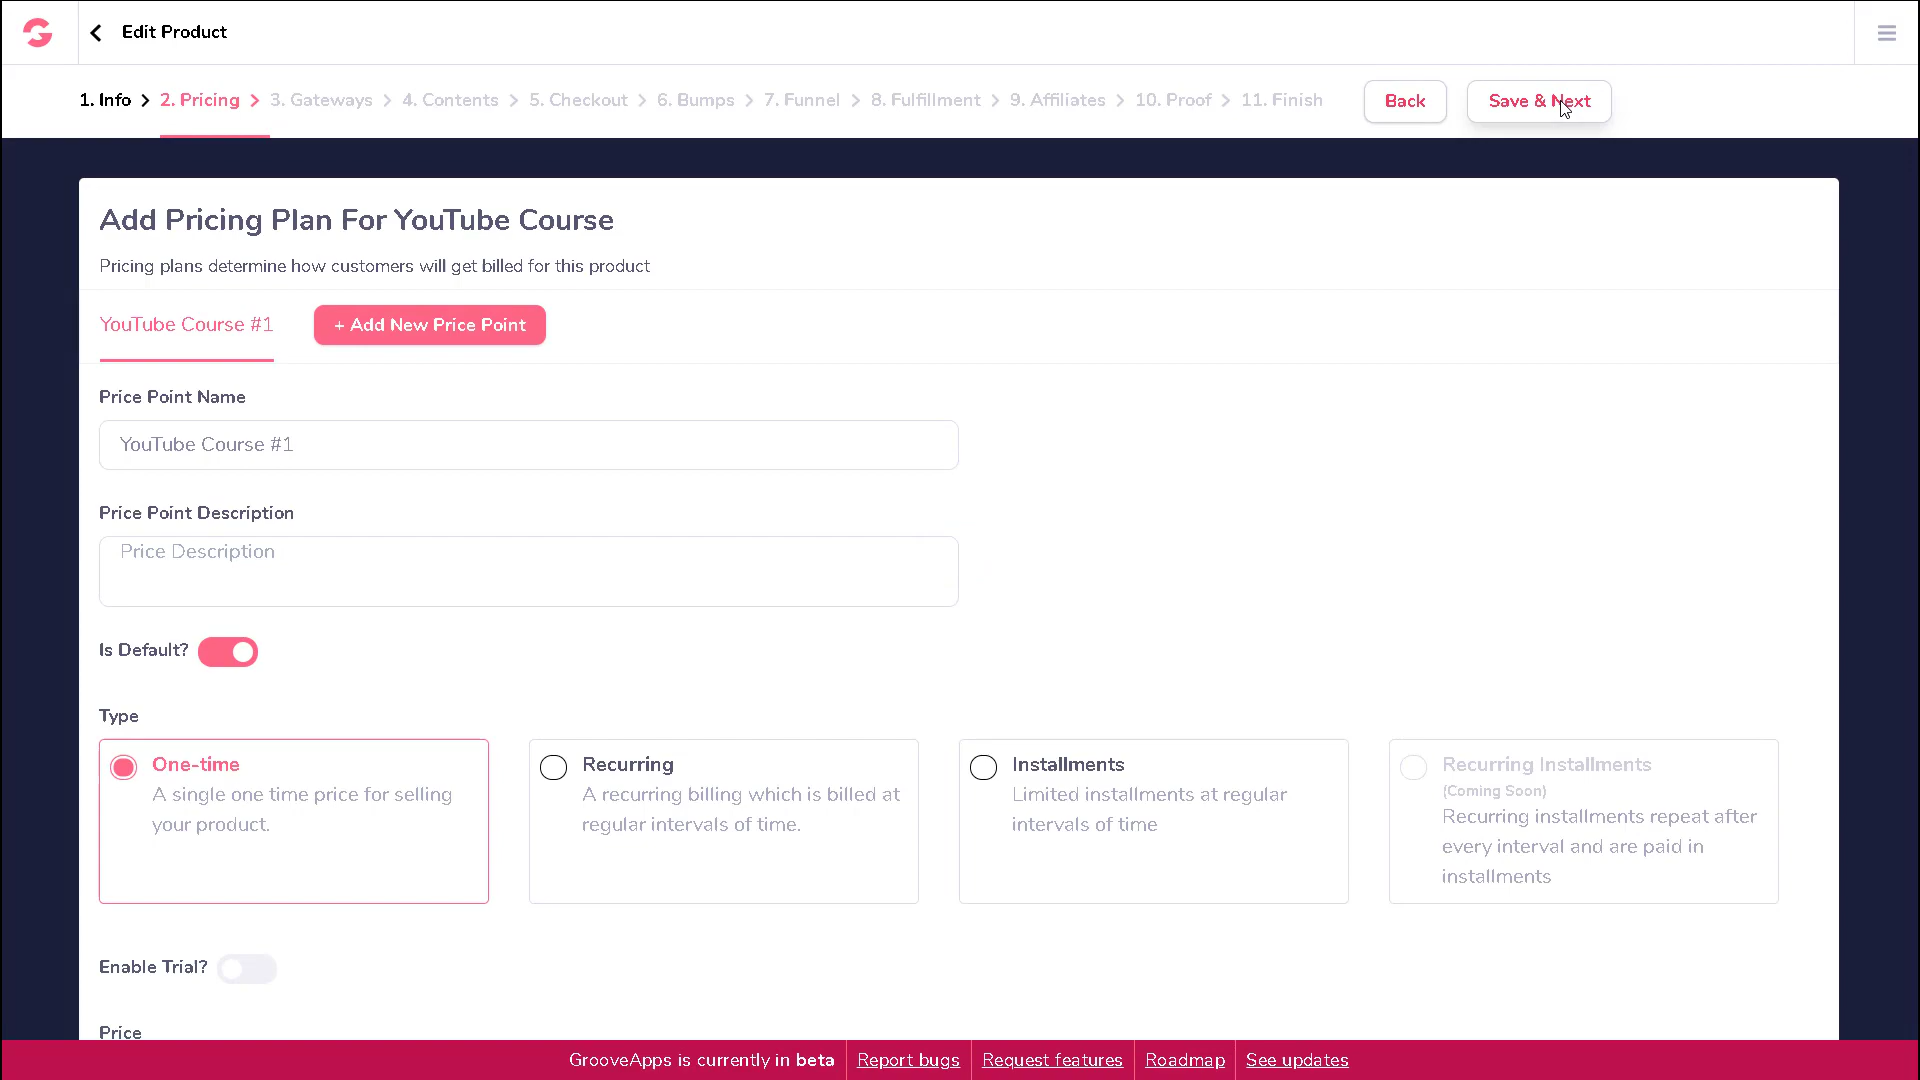 Edit Product
1. Info 2. Pricing 3. Gateways 4. Contents 5. Checkout 6. Bumps 7. Funnel 8. Fulfillment 9. Affiliates 10. Proof 11. Finish Back Save & Next
Add Pricing Plan For YouTube Course
Pricing plans determine how customers will get billed for this product
YouTube Course #1 + Add New Price Point
Price Point Name
YouTube Course #1
Price Point Description
Price Description
Is Default?
Type
One-time
A single one time price for selling
your product.
Recurring
A recurring billing which is billed at
regular intervals of time.
Installments
Limited installments at regular
intervals of time
Recurring Installments
(Coming Soon)
Recurring installments repeat after
every interval and are paid in
installments
Enable Trial?
Price
GrooveApps is currently in beta Report bugs Request features Roadmap See updates